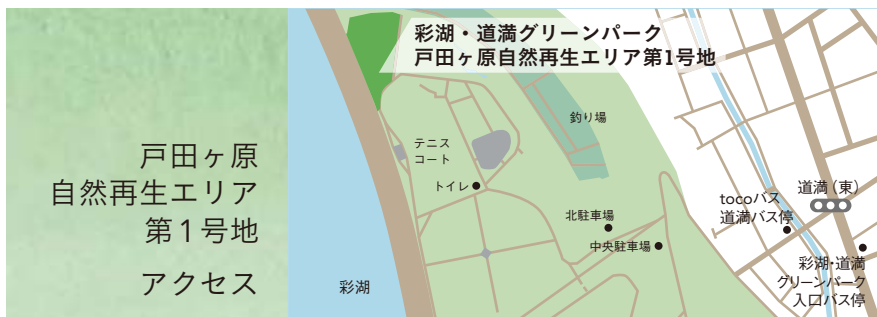 戸田ヶ原
自然再生エリア
第1号地
アクセス
彩湖・道満グリーンパーク
戸田ヶ原自然再生エリア第1号地
釣り場
テニス
コート
トイレ
北駐車場
中央駐車場
彩湖
tocoバス
道満バス停
道満（東）
彩湖・道満
グリーンパーク
入口バス停